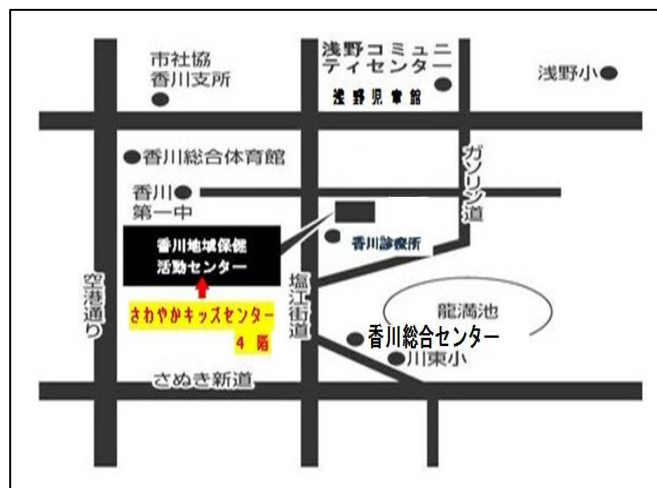 市社協
香川支所
浅野コミュニ
ティセンター
浅野児童館
浅野小
香川総合体育館
香川
第一中
ガソリン道
香川地域保健
活動センター
香川診療所
さわやかキッズセンター
4階
空港通り
塩江街道
龍満池
香川総合センター
川東小
さぬき新道